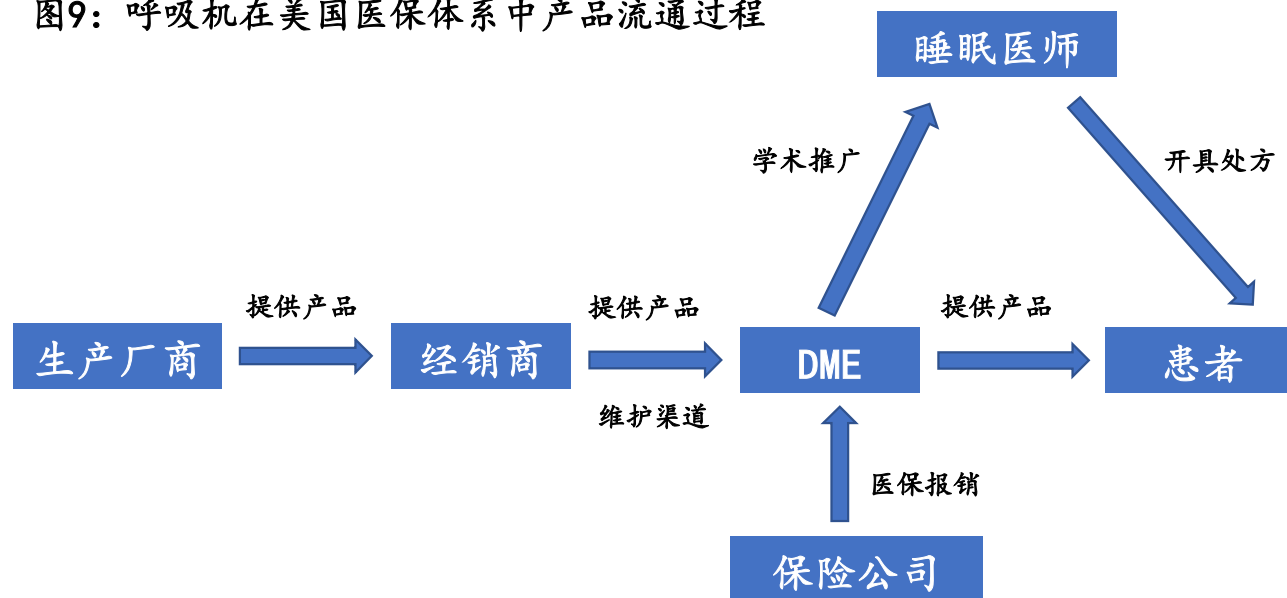 图9：呼吸机在美国医保体系中产品流通过程
睡眠医师
学术推广
开具处方
提供产品
提供产品
提供产品
生产厂商
经销商
DME
患者
维护渠道
医保报销
保险公司